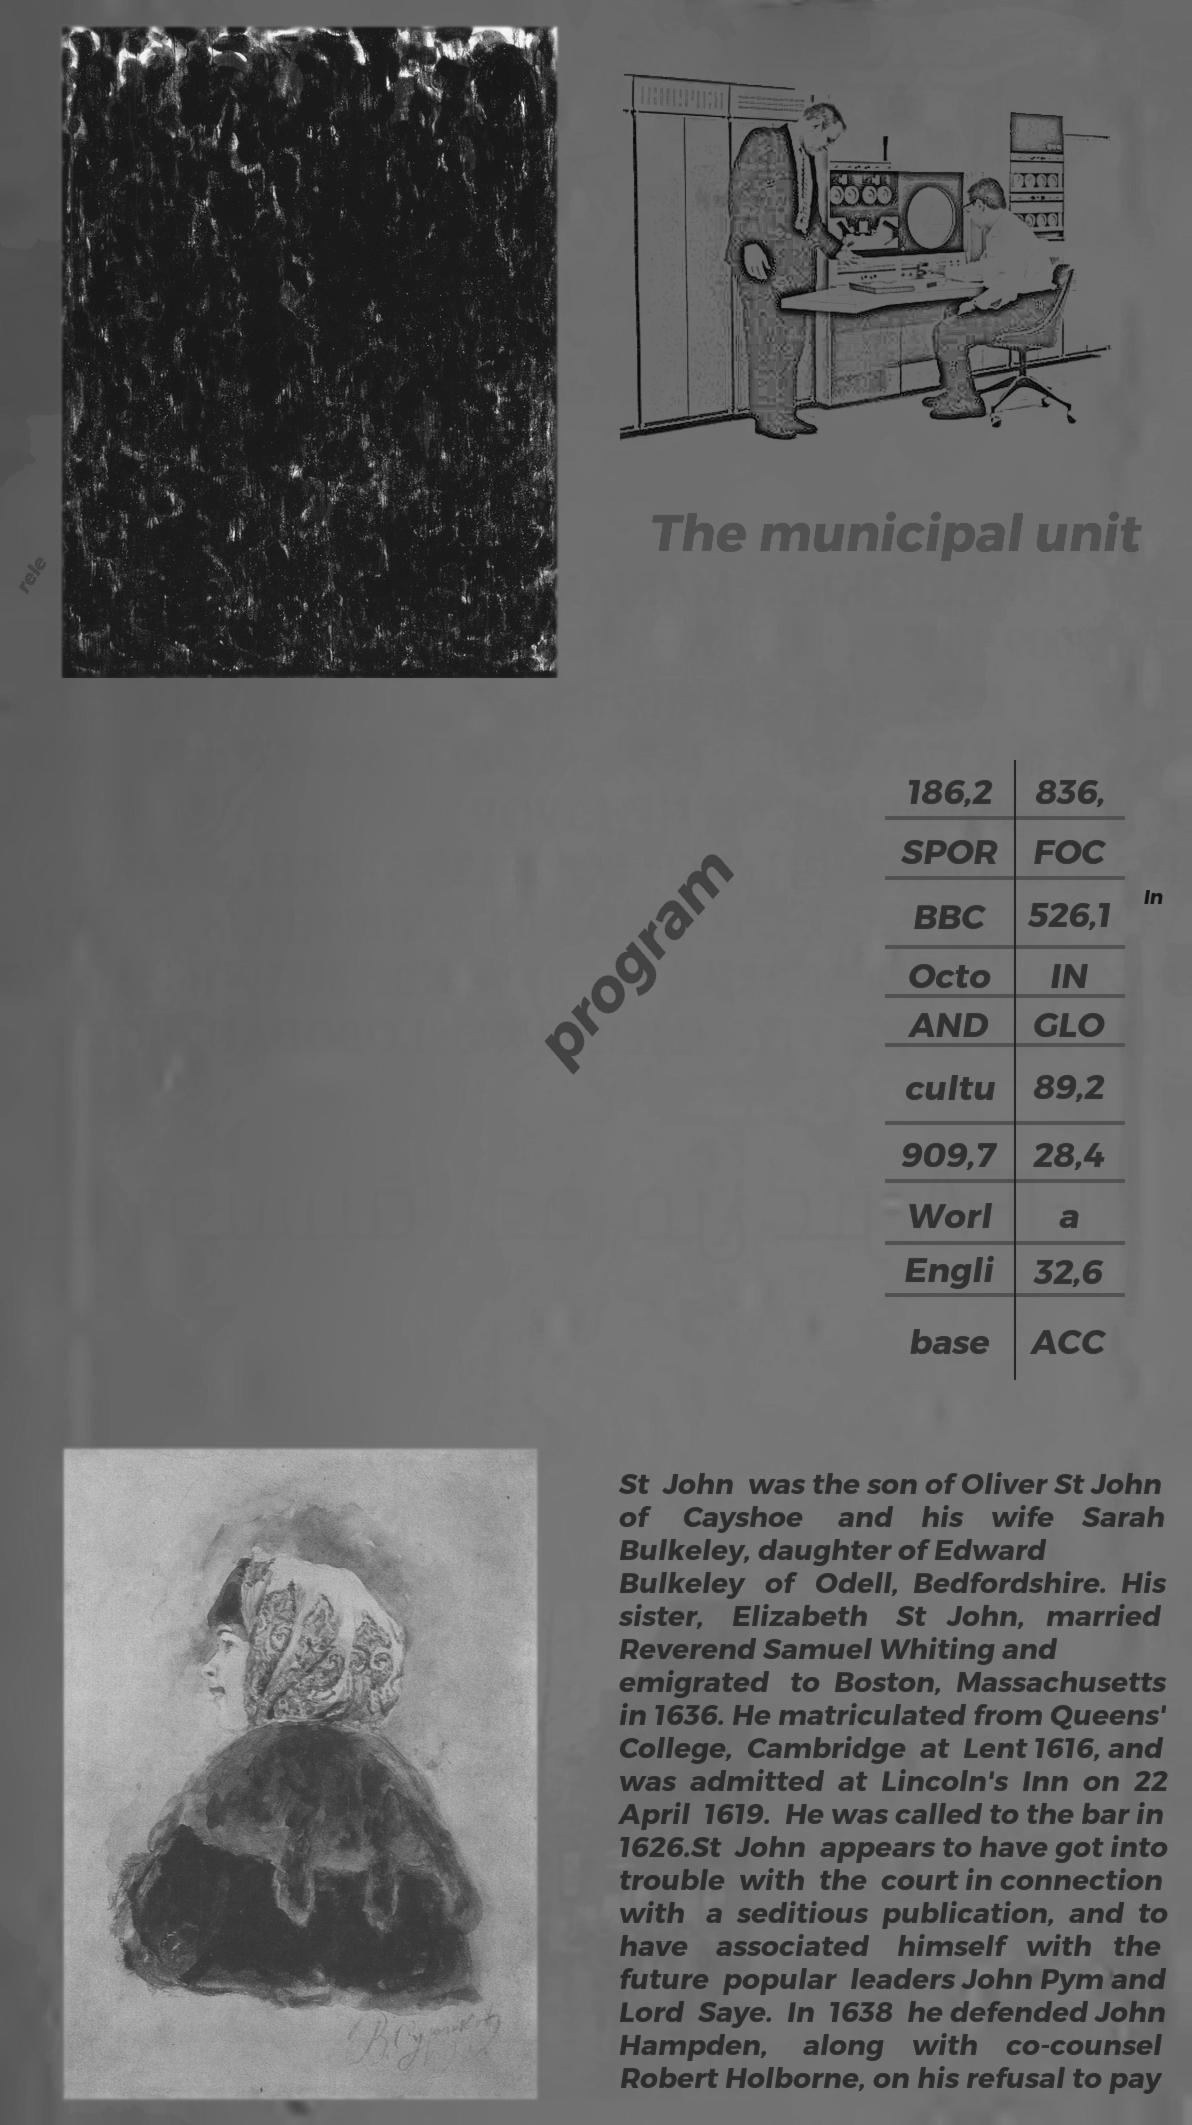 The municipal unit
rele
186,2 836,
SPOR FOC
BBC 526,1
In
Octo IN
AND GLO
cultu 89,2
909,7 28,4
Worl a
Engli 32,6
base ACC
program
St John was the son of Oliver St John
of Cayshoe and his wife Sarah
Bulkeley, daughter of Edward
Bulkeley of Odell, Bedfordshire. His
sister, Elizabeth St John, married
Reverend Samuel Whiting and
emigrated to Boston, Massachusetts
in 1636. He matriculated from Queens'
College, Cambridge at Lent 1616, and
was admitted at Lincoln's Inn on 22
April 1619. He was called to the bar in
1626.St John appears to have got into
trouble with the court in connection
with a seditious publication, and to
have associated himself with the
future popular leaders John Pym and
Lord Saye. In 1638 he defended John
Hampden, along with co-counsel
Robert Holborne, on his refusal to pay